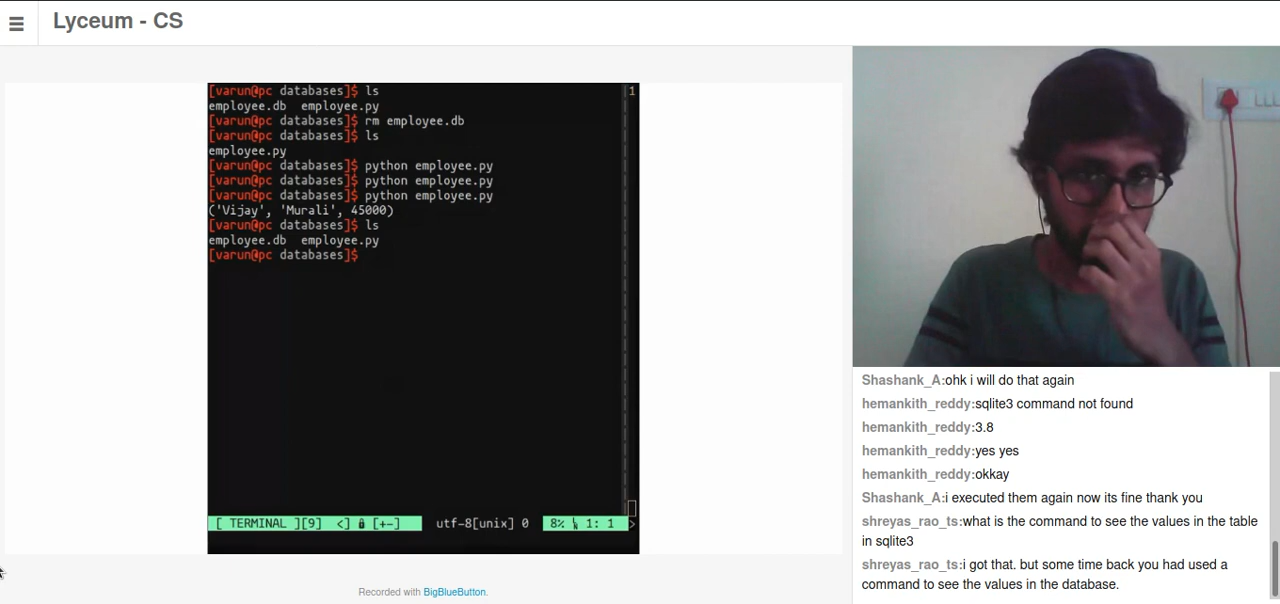 Lyceum - CS
[varun@pc databases]$ ls
employee.db  employee.py
[varun@pc databases]$ rm employee.db
[varun@pc databases]$ ls
employee.py
[varun@pc databases]$ python employee.py
[varun@pc databases]$ python employee.py
[varun@pc databases]$ python employee.py
('Vijay', 'Murali', 45000)
[varun@pc databases]$ ls
employee.db  employee.py
[varun@pc databases]$
1
[ TERMINAL ][9] <] [+-] utf-8[unix] 0 8% 1: 1 >
Recorded with BigBlueButton.
Shashank_A:ohk i will do that again
hemankith_reddy:sqlite3 command not found
hemankith_reddy:3.8
hemankith_reddy:yes yes
hemankith_reddy:okkay
Shashank_A:i executed them again now its fine thank you
shreyas_rao_ts:what is the command to see the values in the table
in sqlite3
shreyas_rao_ts:i got that. but some time back you had used a
command to see the values in the database.